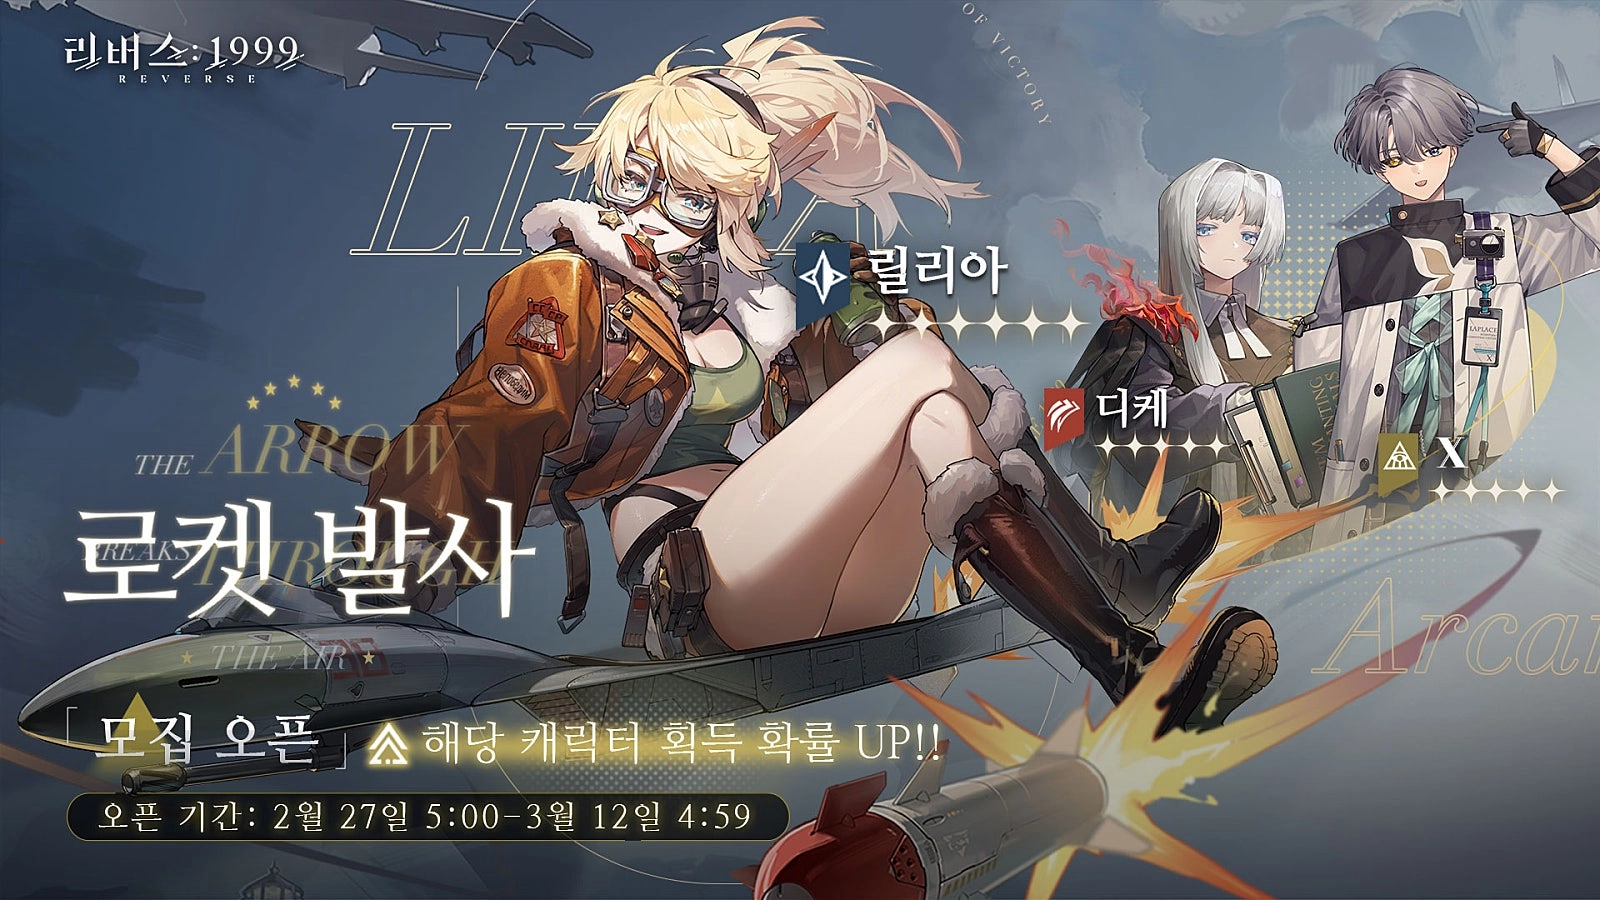 리버스:1999
REVERSE
OF VICTORY
릴리아
디케
X
LAPLACE
THE ARROW
BREAKS THROUGH
THE AIR
로켓 발사
「모집 오픈」 해당 캐릭터 획득 확률 UP!!
오픈 기간: 2월 27일 5:00-3월 12일 4:59